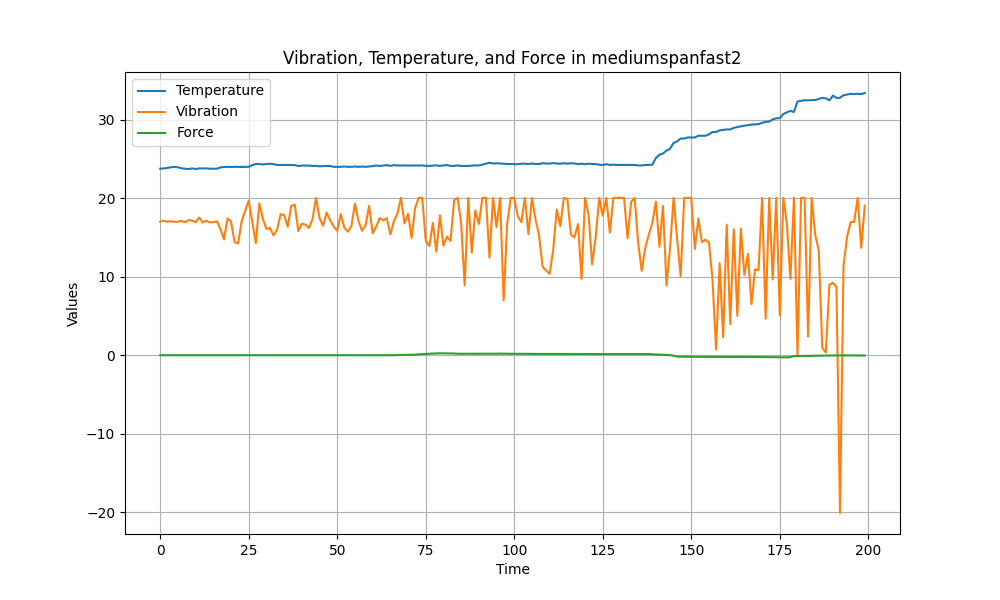 Vibration, Temperature, and Force in mediumspanfast2
Temperature
Vibration
Force
Values
30
20
10
0
−10
−20
0 25 50 75 100 125 150 175 200
Time